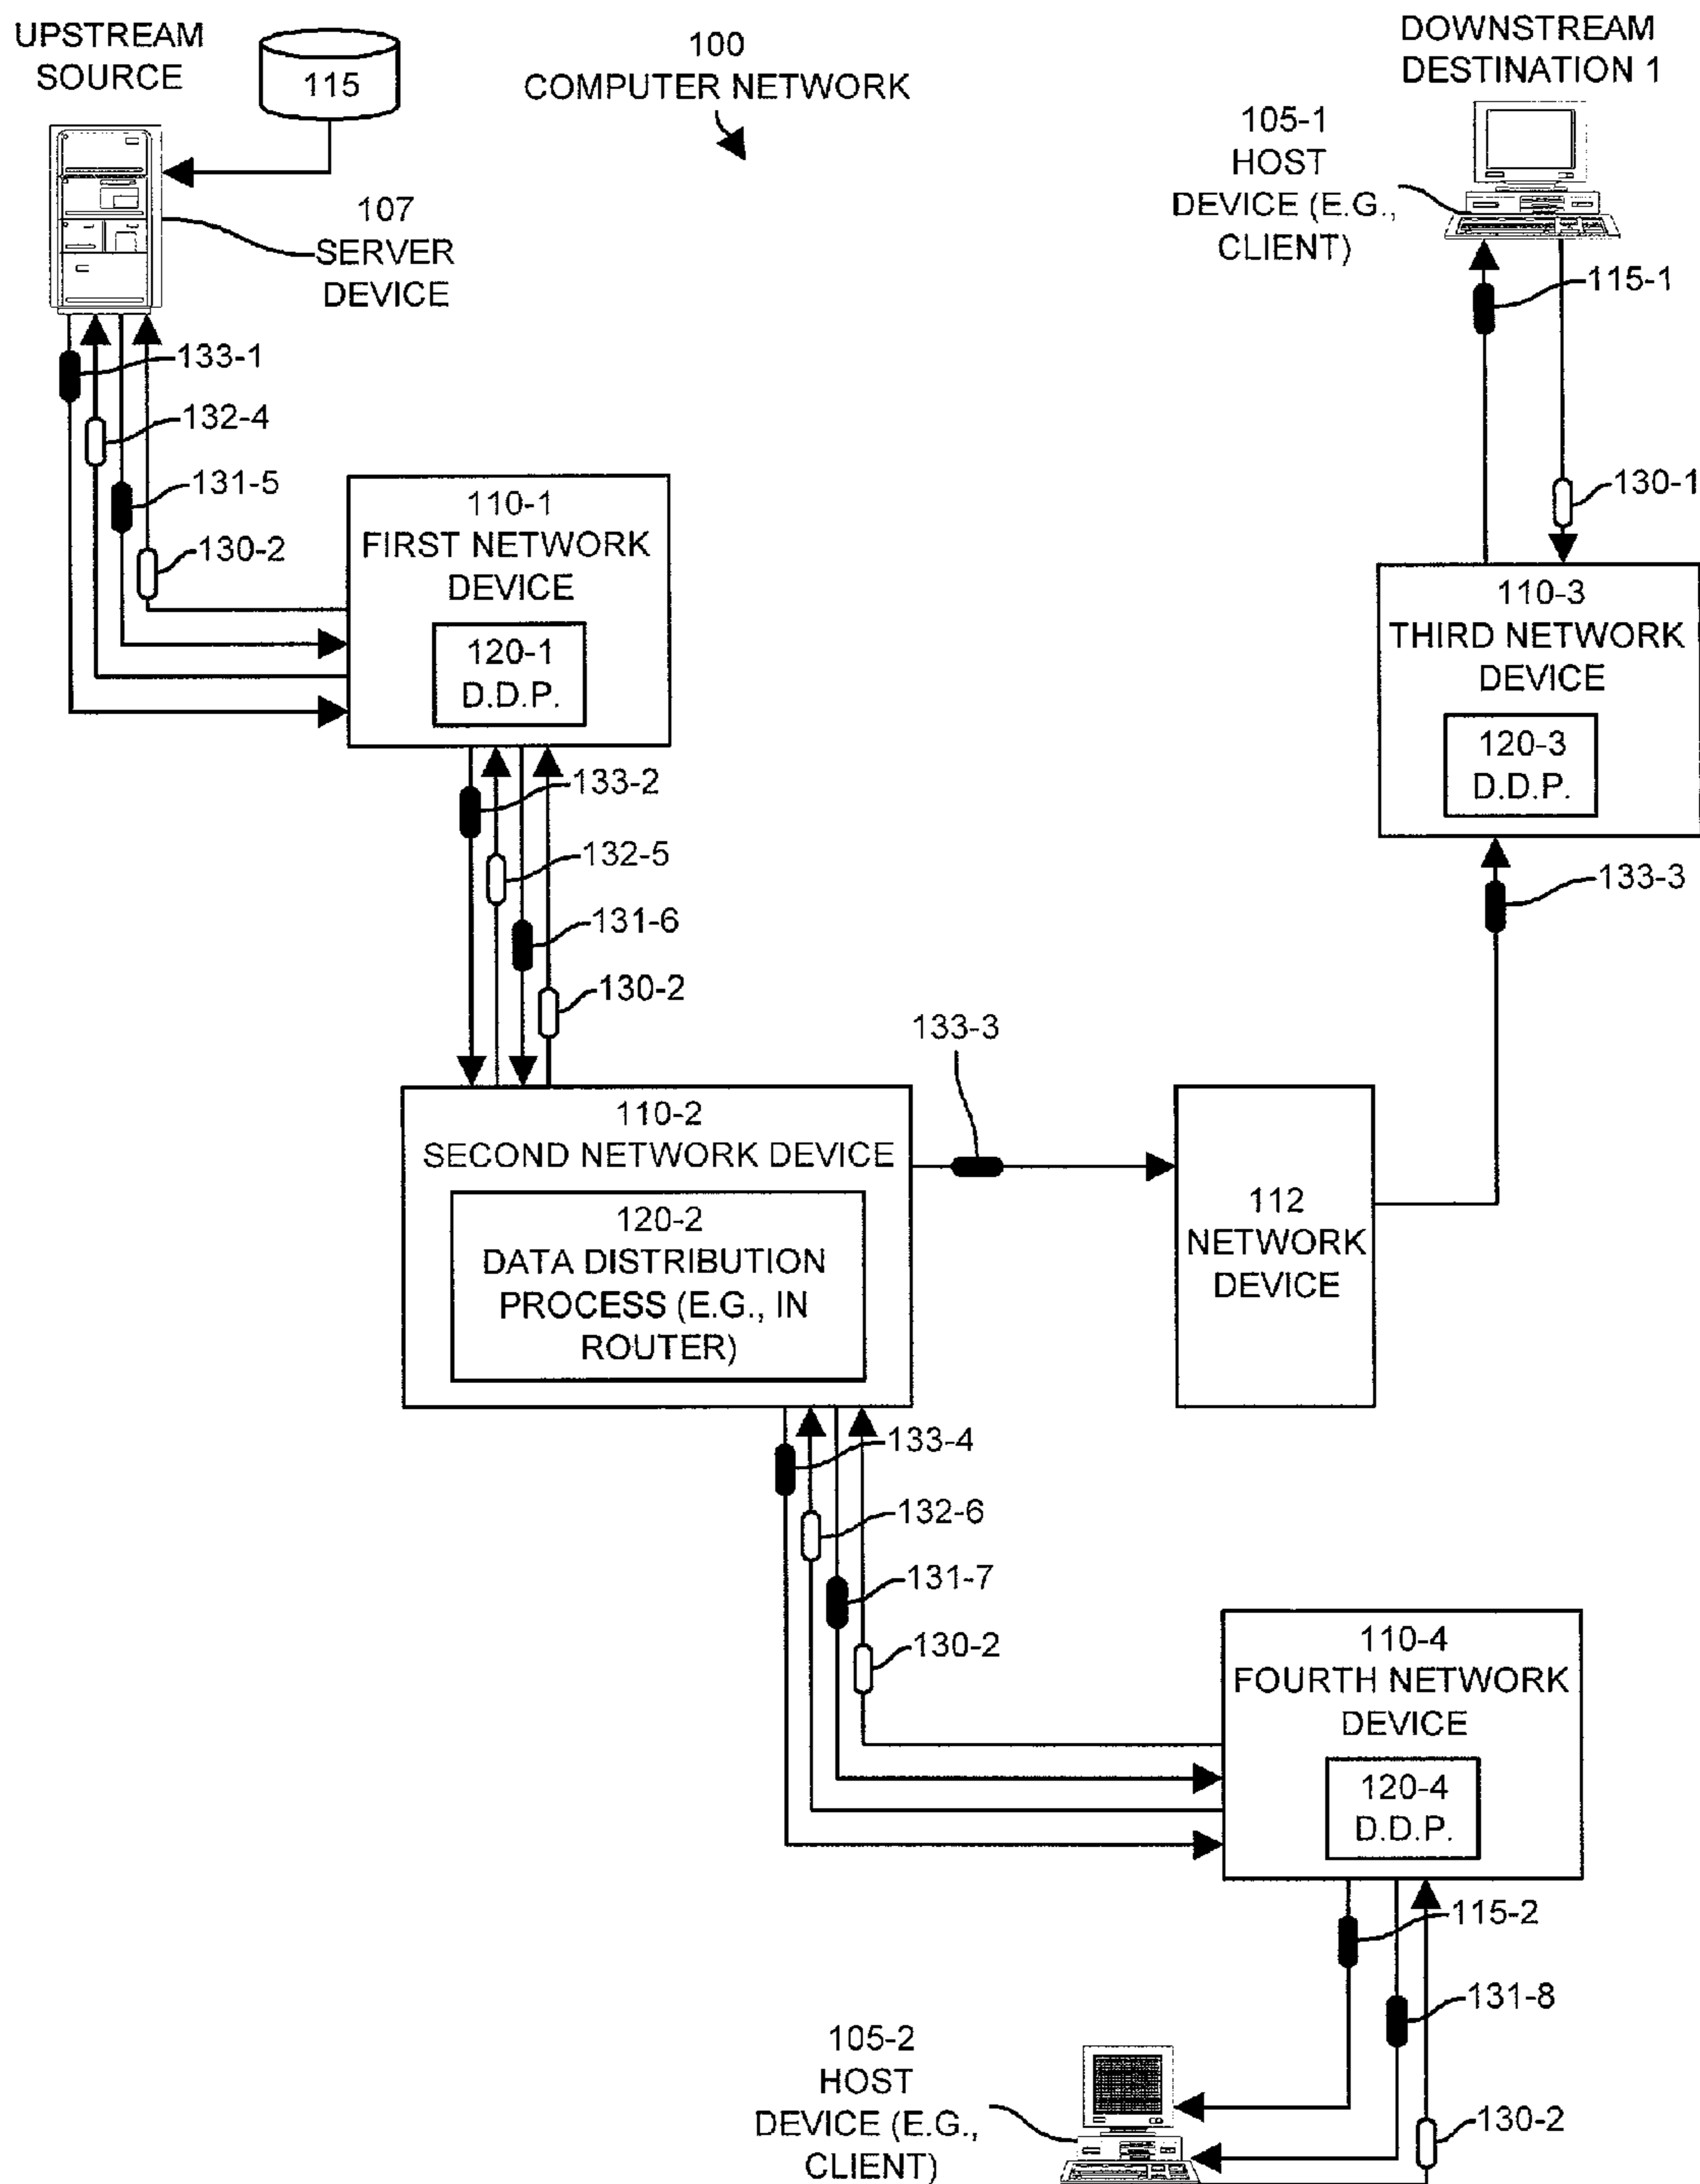 UPSTREAM
SOURCE
115
100
COMPUTER NETWORK
DOWNSTREAM
DESTINATION 1
105-1
HOST
DEVICE (E.G.,
CLIENT)
107
SERVER
DEVICE
115-1
133-1
132-4
131-5
130-2
130-1
110-1
FIRST NETWORK
DEVICE
120-1
D.D.P.
110-3
THIRD NETWORK
DEVICE
120-3
D.D.P.
133-2
132-5
131-6
130-2
133-3
133-3
110-2
SECOND NETWORK DEVICE
120-2
DATA DISTRIBUTION
PROCESS (E.G., IN
ROUTER)
112
NETWORK
DEVICE
133-4
132-6
131-7
130-2
110-4
FOURTH NETWORK
DEVICE
120-4
D.D.P.
115-2
131-8
130-2
105-2
HOST
DEVICE (E.G.,
CLIENT)